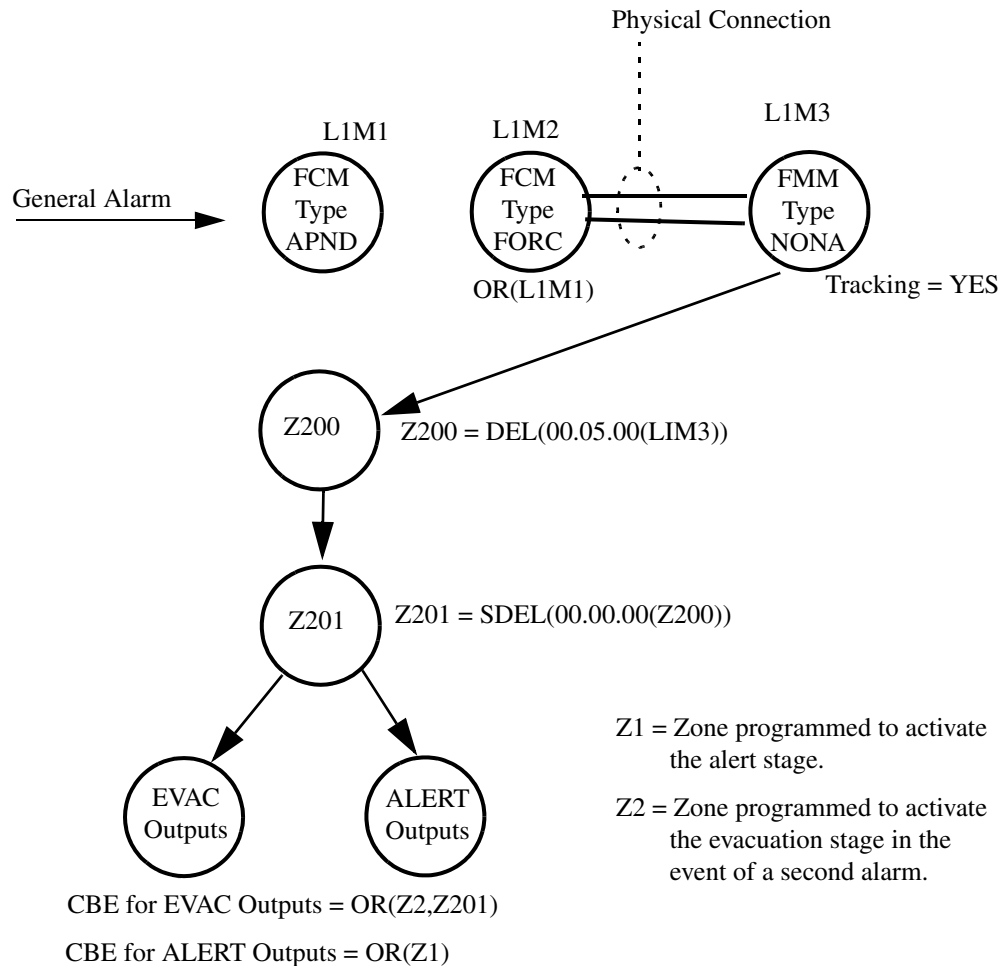 Physical Connection
L1M1
L1M2
L1M3
General Alarm
FCM
Type
APND
FCM
Type
FORC
FMM
Type
NONA
OR(L1M1)
Tracking = YES
Z200
Z200 = DEL(00.05.00(LIM3))
Z201
Z201 = SDEL(00.00.00(Z200))
EVAC
Outputs
ALERT
Outputs
Z1 = Zone programmed to activate
the alert stage.
Z2 = Zone programmed to activate
the evacuation stage in the
event of a second alarm.
CBE for EVAC Outputs = OR(Z2,Z201)
CBE for ALERT Outputs = OR(Z1)